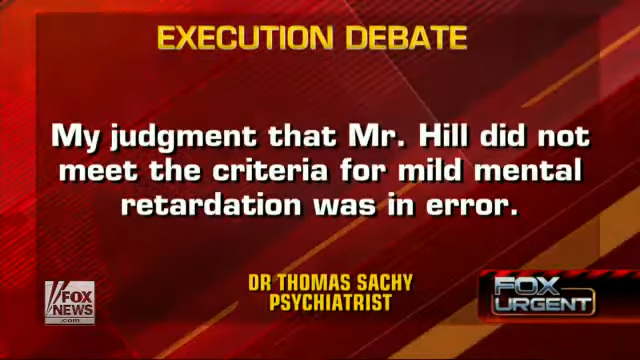 EXECUTION DEBATE
My judgment that Mr. Hill did not
meet the criteria for mild mental
retardation was in error.
DR THOMAS SACHY
PSYCHIATRIST
FOX
NEWS
.com
FOX
URGENT